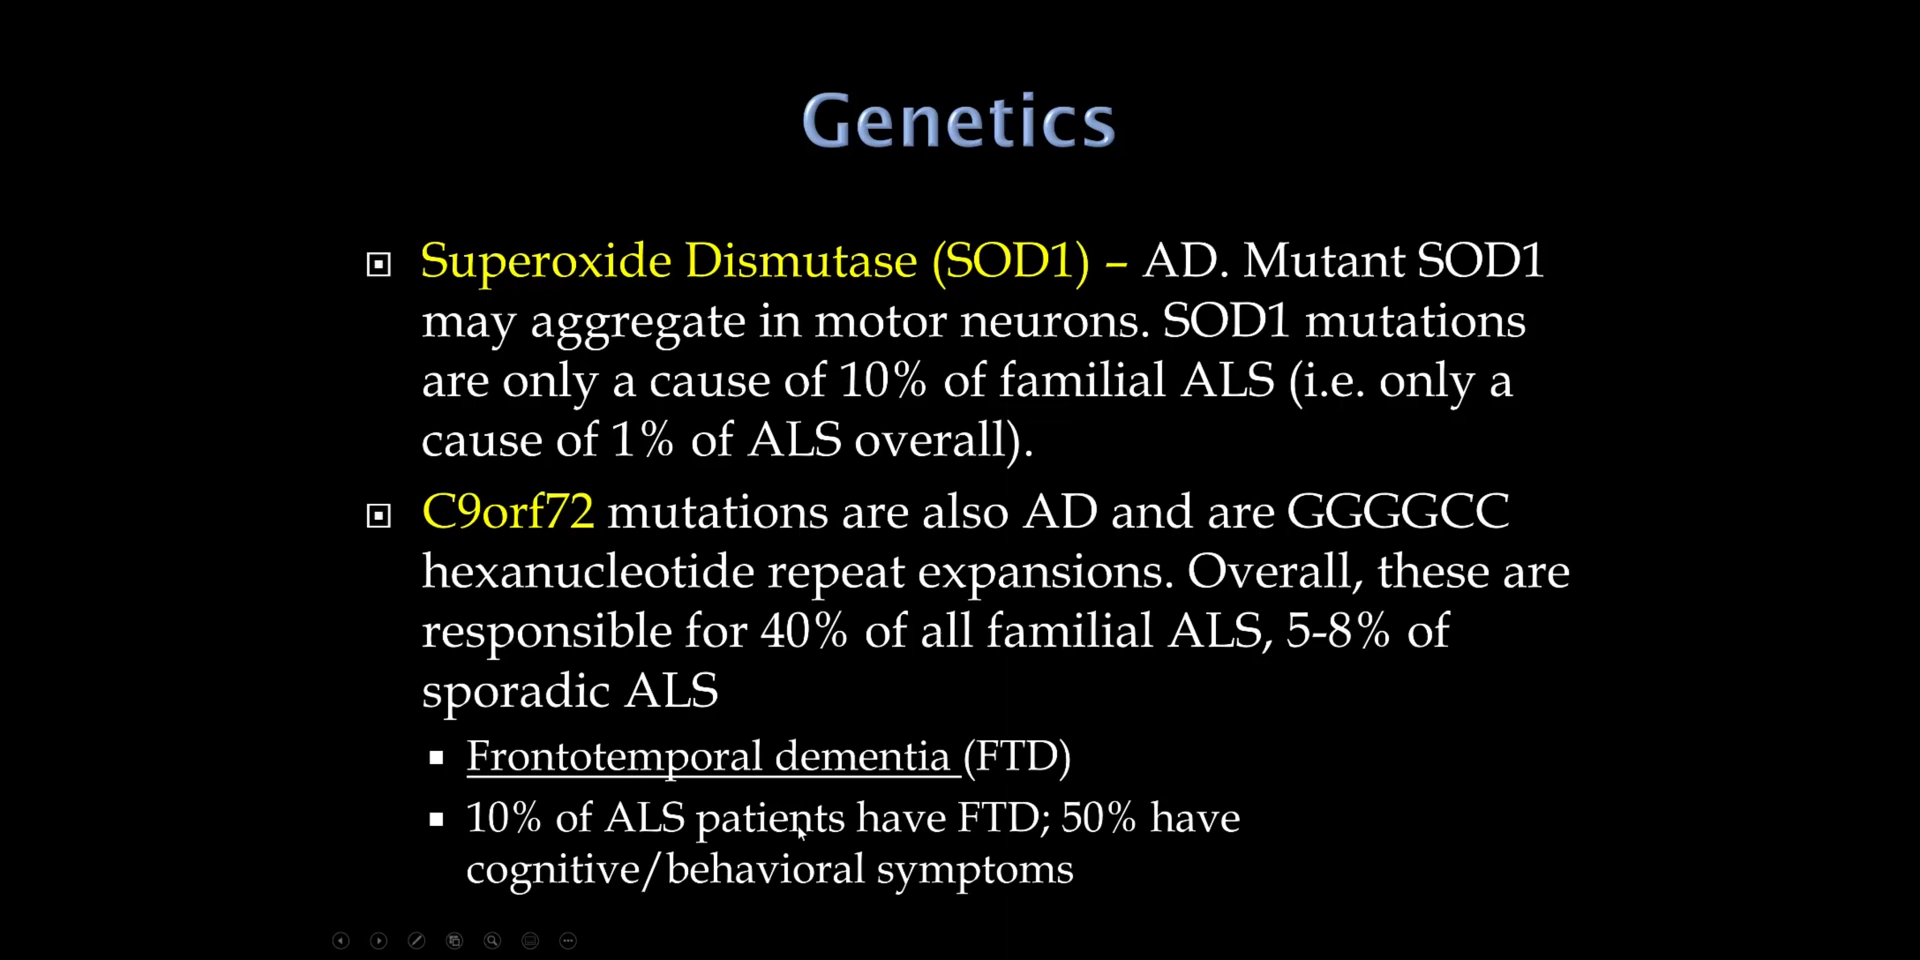 Genetics
Superoxide Dismutase (SOD1) – AD. Mutant SOD1
may aggregate in motor neurons. SOD1 mutations
are only a cause of 10% of familial ALS (i.e. only a
cause of 1% of ALS overall).
C9orf72 mutations are also AD and are GGGGCC
hexanucleotide repeat expansions. Overall, these are
responsible for 40% of all familial ALS, 5-8% of
sporadic ALS
Frontotemporal dementia (FTD)
10% of ALS patients have FTD; 50% have
cognitive/behavioral symptoms